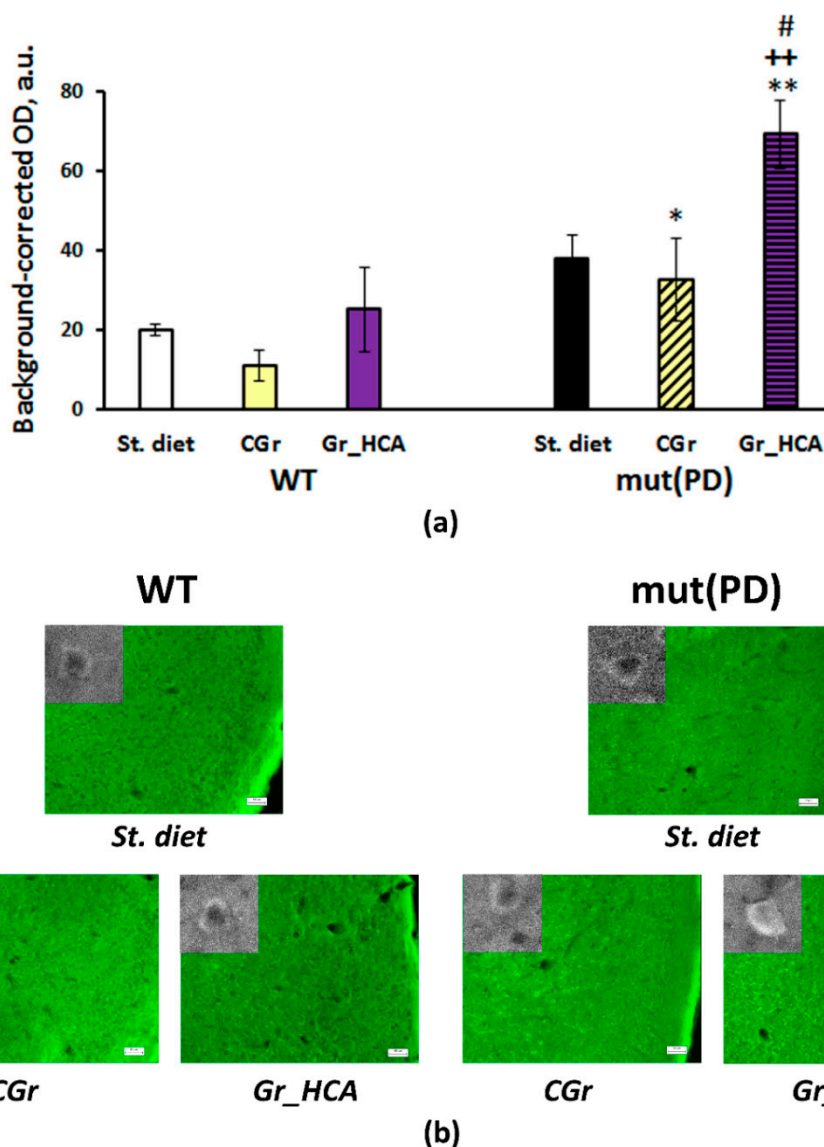 #
++
**
Background-corrected OD, a.u.
80
60
40
20
0
*
St. diet CGr Gr_HCA St. diet CGr Gr_HCA
WT mut(PD)
(a)
WT mut(PD)
St. diet St. diet
CGr Gr_HCA CGr Gr_
(b)